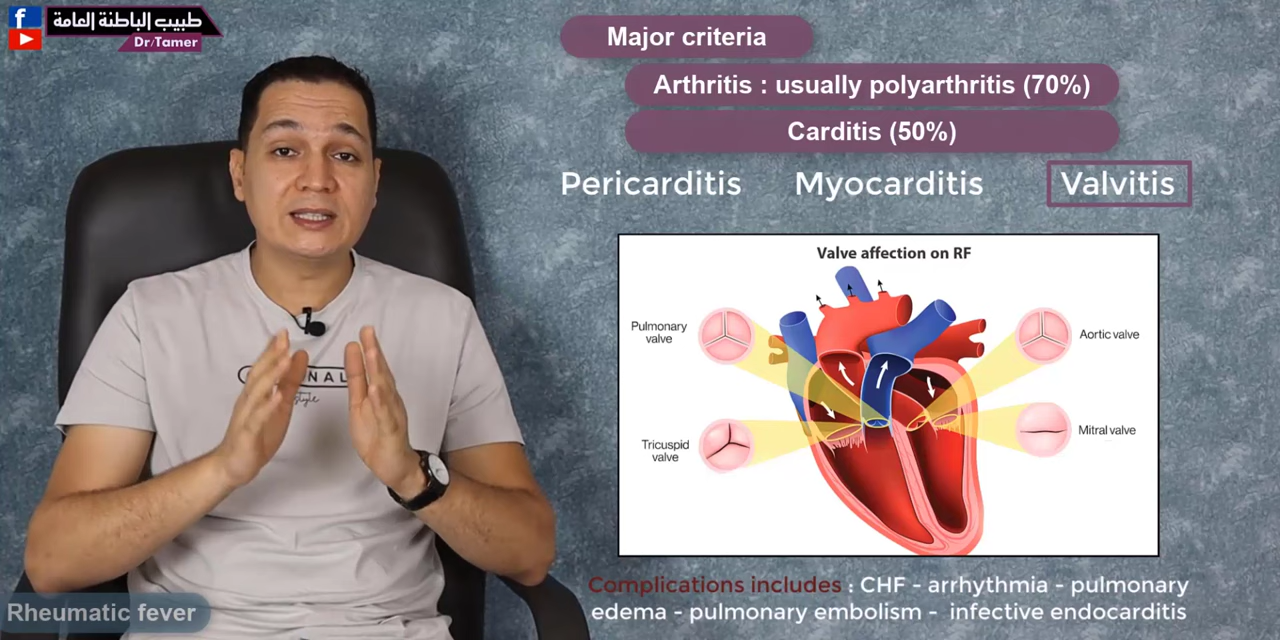 f
طبيب الباطنة العامة
Dr/Tamer
Major criteria
Arthritis : usually polyarthritis (70%)
Carditis (50%)
Pericarditis Myocarditis Valvitis
Valve affection on RF
Pulmonary
valve
Aortic valve
Tricuspid
valve
Mitral valve
Complications includes : CHF - arrhythmia - pulmonary
edema - pulmonary embolism - infective endocarditis
Rheumatic fever